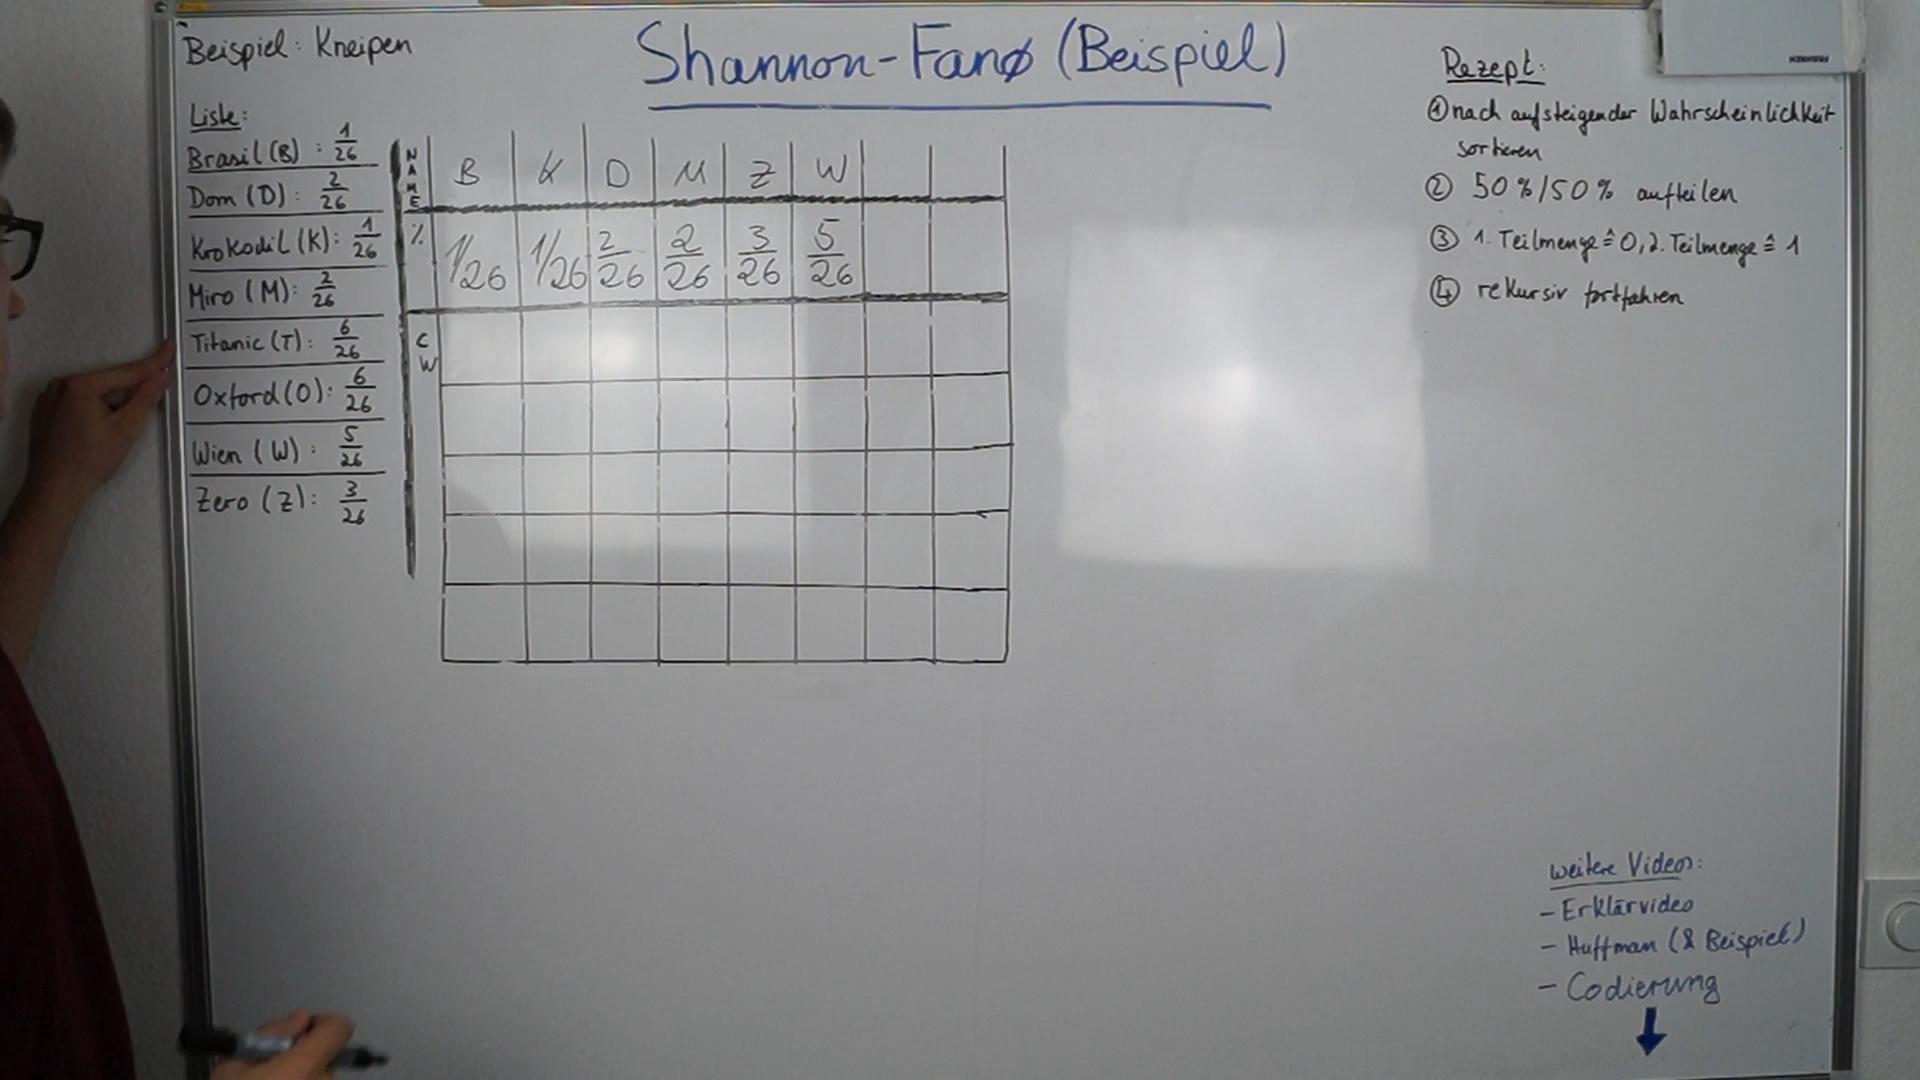 Beispiel: Kneipen
Shannon-Fanø (Beispiel)
Liste:
Brasil (B) : 1/26
Dom (D) : 2/26
Krokodil (K): 1/26
Miro (M): 2/26
Titanic (T): 6/26
Oxford (O): 6/26
Wien (W) : 5/26
Zero (Z): 3/26
NAME B K D M Z W
% 1/26 1/26 2/26 2/26 3/26 5/26
CW
Rezept:
① nach aufsteigender Wahrscheinlichkeit
sortieren
② 50%/50% aufteilen
③ 1. Teilmenge ≙ 0, 2. Teilmenge ≙ 1
④ rekursiv fortfahren
weitere Videos:
- Erklärvideo
- Huffman (& Beispiel)
- Codierung